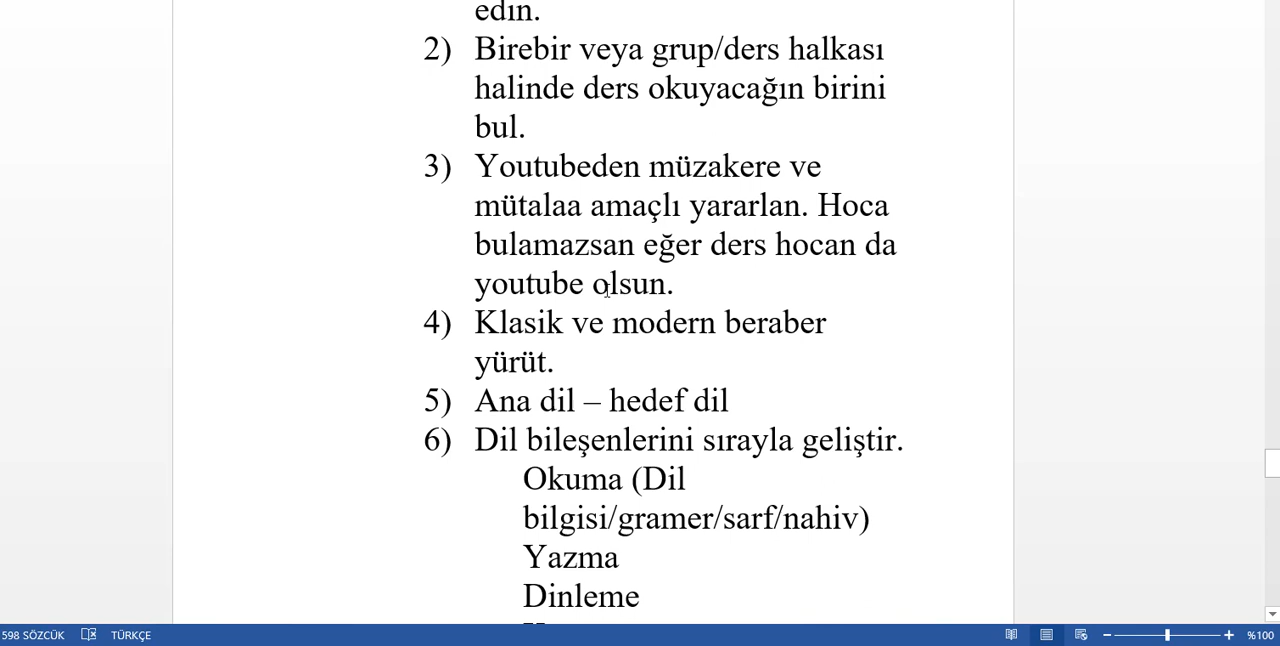 edin.
2) Birebir veya grup/ders halkası
halinde ders okuyacağın birini
bul.
3) Youtubeden müzakere ve
mütalaa amaçlı yararlan. Hoca
bulamazsan eğer ders hocan da
youtube olsun.
4) Klasik ve modern beraber
yürüt.
5) Ana dil – hedef dil
6) Dil bileşenlerini sırayla geliştir.
Okuma (Dil
bilgisi/gramer/sarf/nahiv)
Yazma
Dinleme
598 SÖZCÜK TÜRKÇE %100